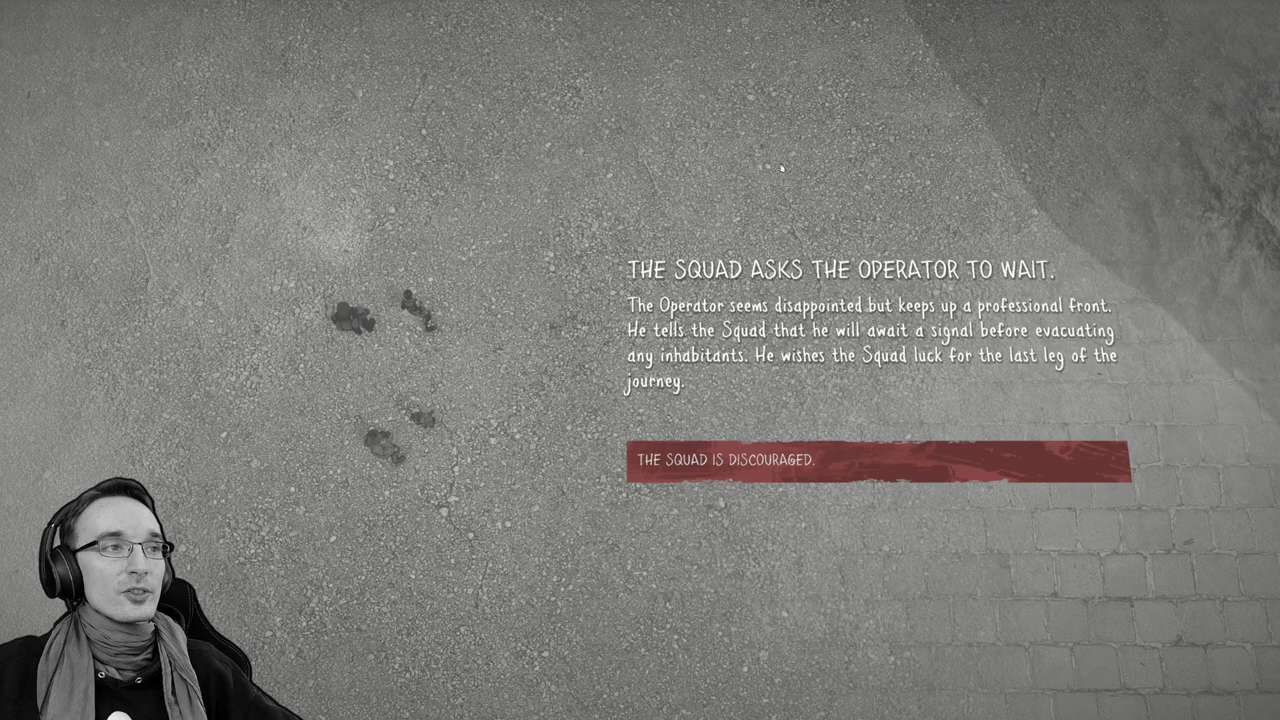 THE SQUAD ASKS THE OPERATOR TO WAIT.
The Operator seems disappointed but keeps up a professional front.
He tells the Squad that he will await a signal before evacuating
any inhabitants. He wishes the Squad luck for the last leg of the
journey.
THE SQUAD IS DISCOURAGED.